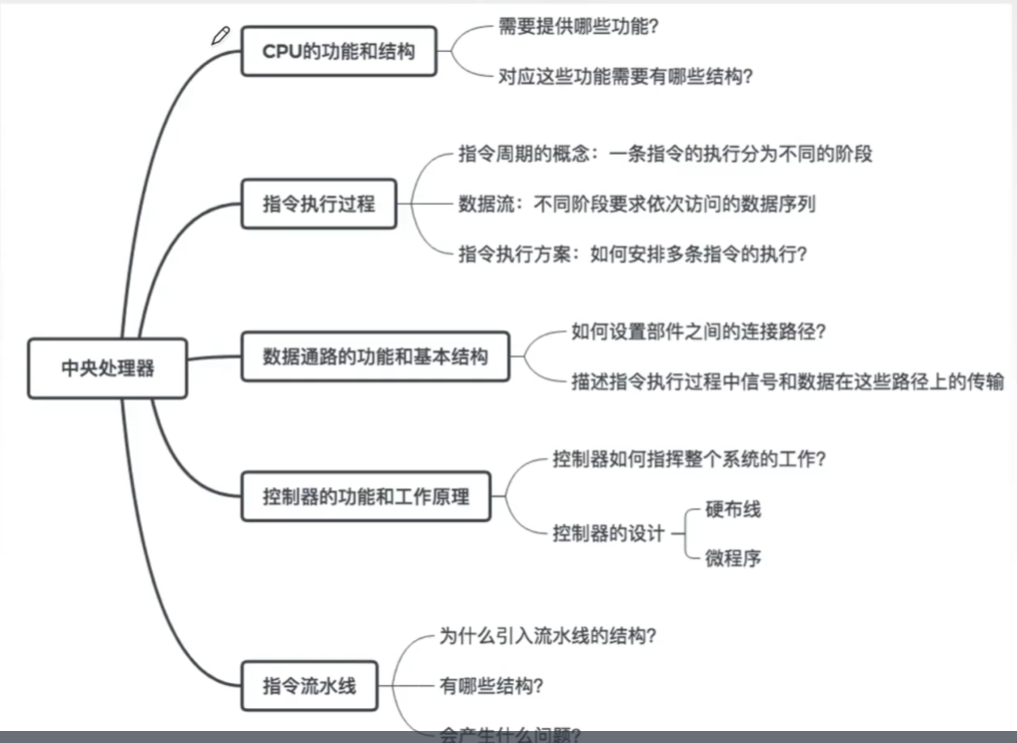 中央处理器
CPU的功能和结构
需要提供哪些功能?
对应这些功能需要有哪些结构?
指令执行过程
指令周期的概念：一条指令的执行分为不同的阶段
数据流：不同阶段要求依次访问的数据序列
指令执行方案：如何安排多条指令的执行?
数据通路的功能和基本结构
如何设置部件之间的连接路径?
描述指令执行过程中信号和数据在这些路径上的传输
控制器的功能和工作原理
控制器如何指挥整个系统的工作?
控制器的设计
硬布线
微程序
指令流水线
为什么引入流水线的结构?
有哪些结构?
会产生什么问题?